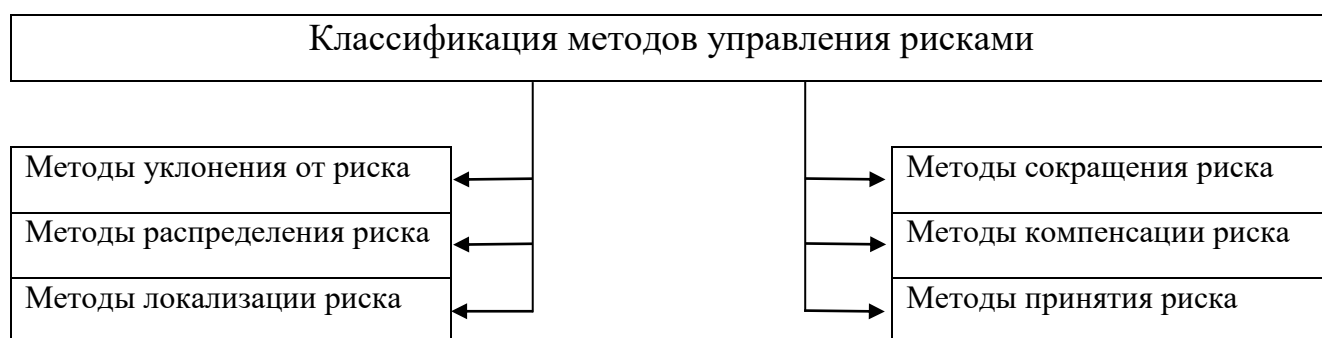 Классификация методов управления рисками
Методы уклонения от риска
Методы распределения риска
Методы локализации риска
Методы сокращения риска
Методы компенсации риска
Методы принятия риска